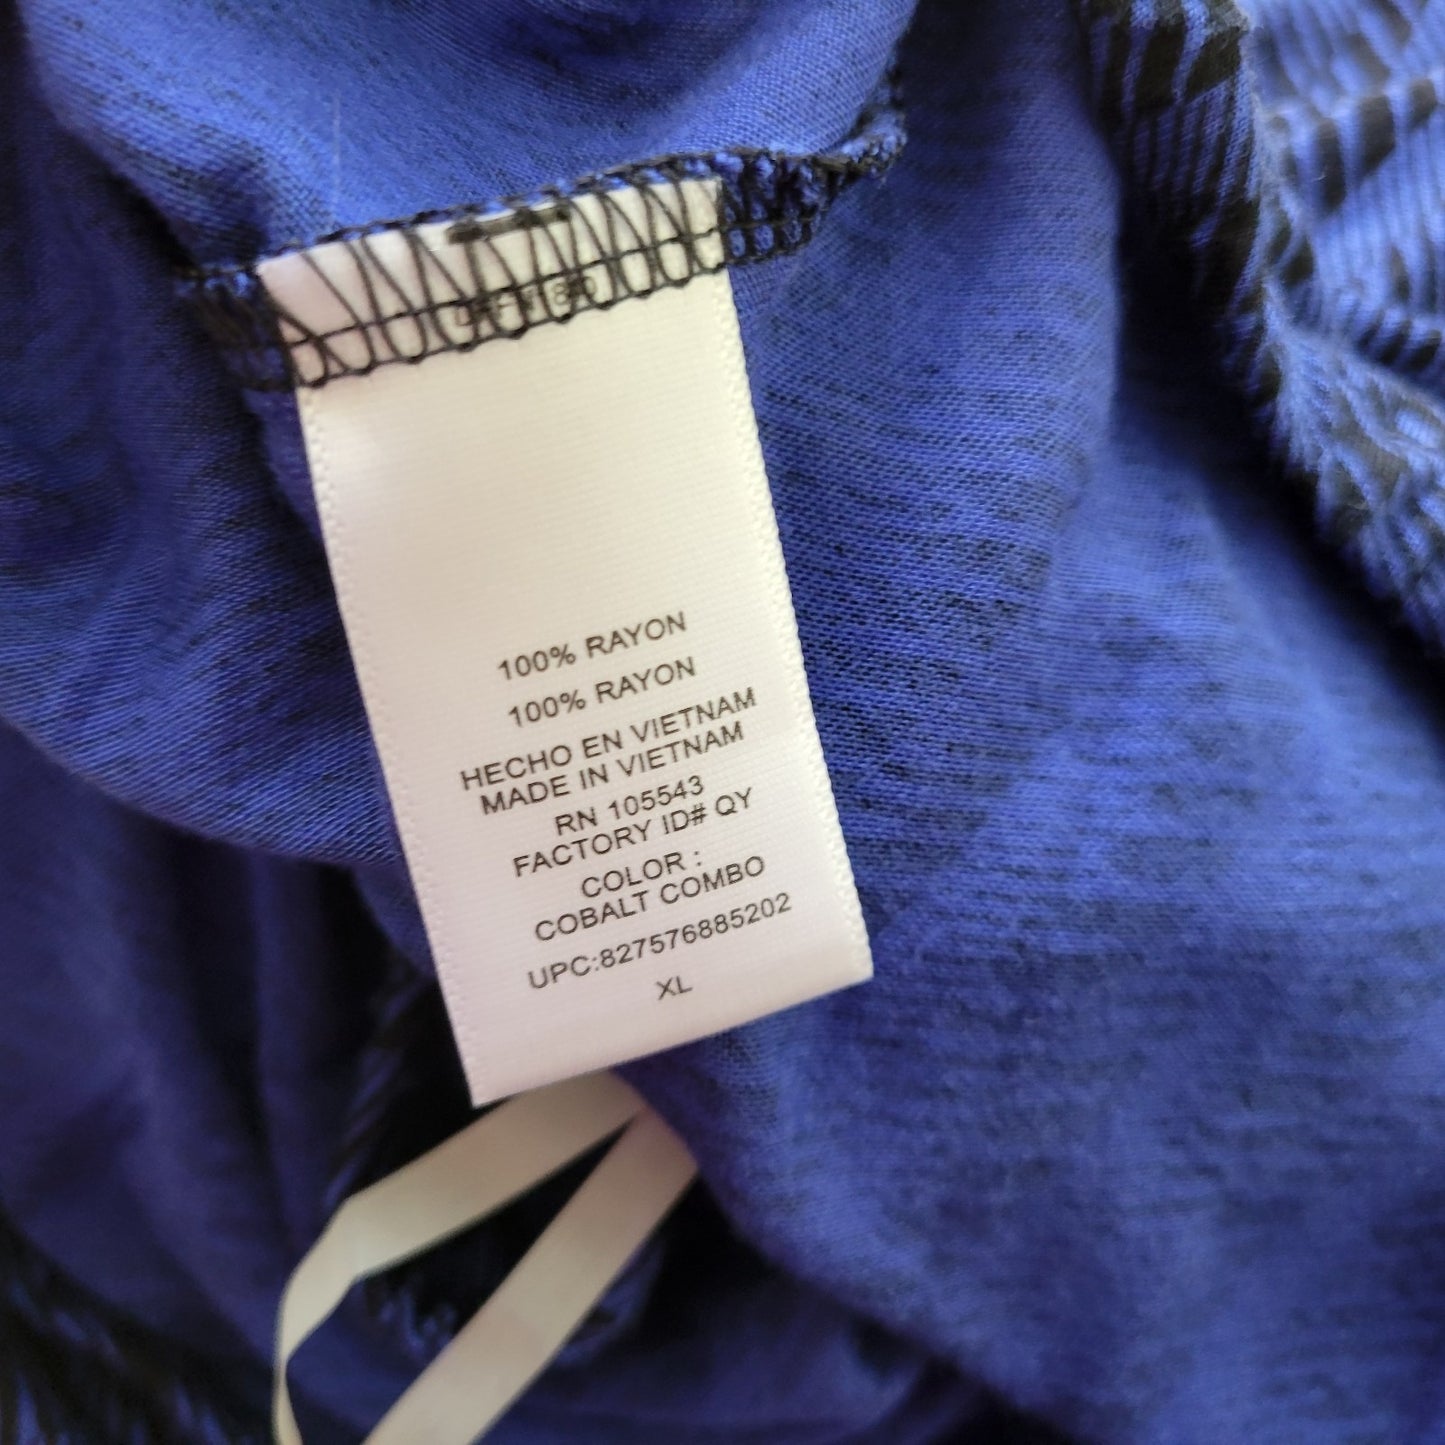 100% RAYON
100% RAYON
HECHO EN VIETNAM
MADE IN VIETNAM
RN 105543
FACTORY ID# QY
COLOR :
COBALT COMBO
UPC:827576885202
XL